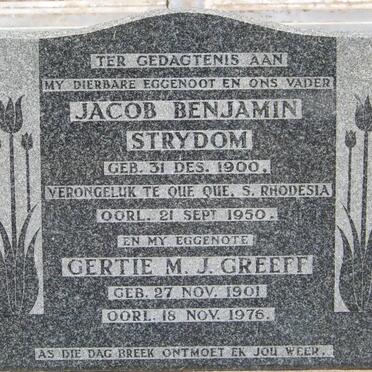 TER GEDAGTENIS AAN
MY DIERBARE EGGENOOT EN ONS VADER
JACOB BENJAMIN
STRYDOM
GEB. 31 DES. 1900.
VERONGELUK TE QUE QUE, S. RHODESIA
OORL. 21 SEPT 1950.
EN MY EGGENOTE
GERTIE M. J. GREEFF
GEB. 27 NOV. 1901
OORL. 18 NOV. 1976.
AS DIE DAG BREEK ONTMOET EK JOU WEER.